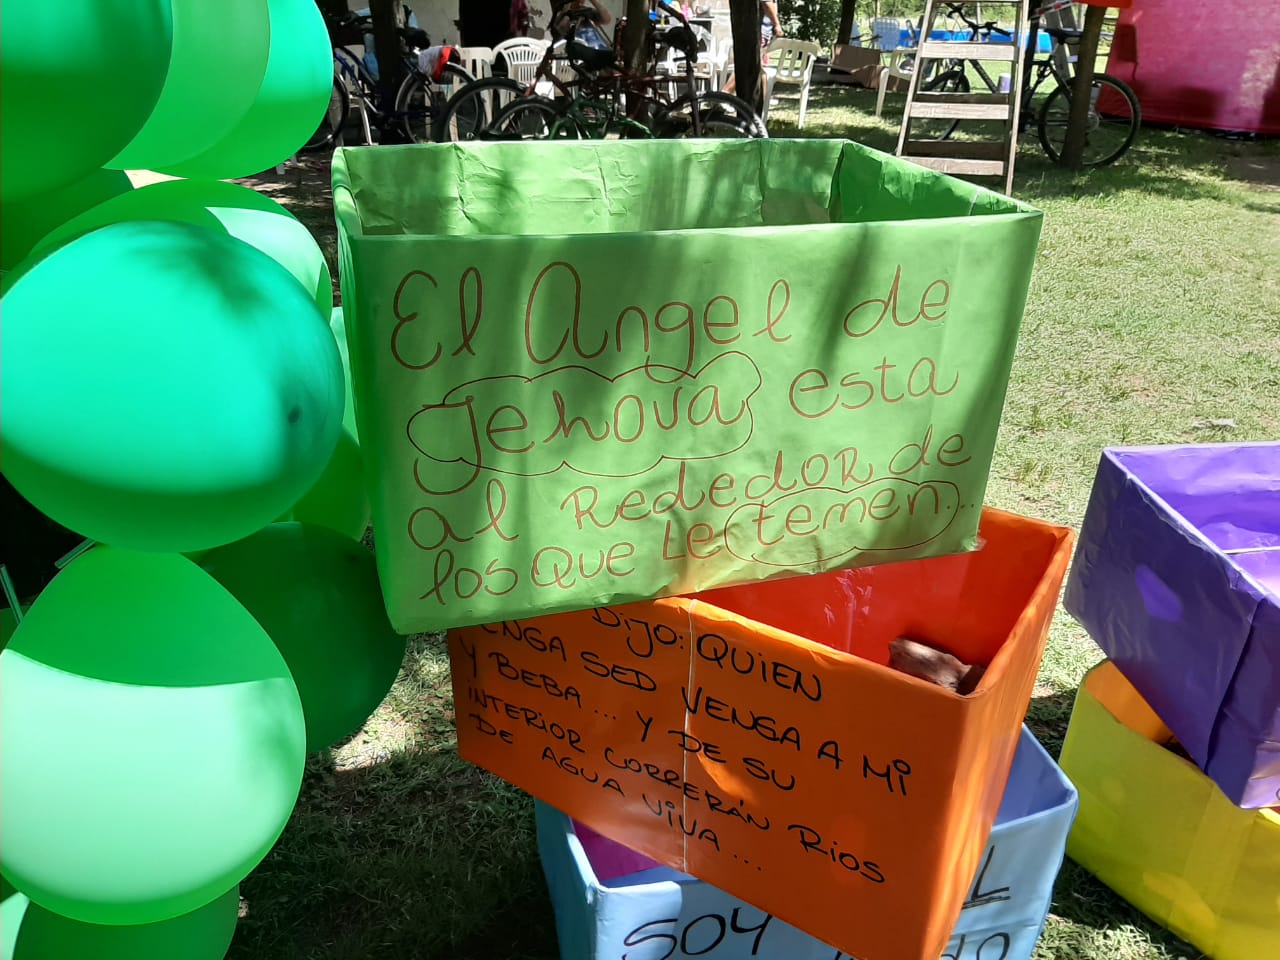 El Angel de
Jehova esta
al Rededor de
los que le temen...
Dijo: QUIEN
TENGA SED VENGA A Mi
Y BEBA... Y DE SU
INTERIOR CORRERÁN RIOS
DE AGUA VIVA...
SOY